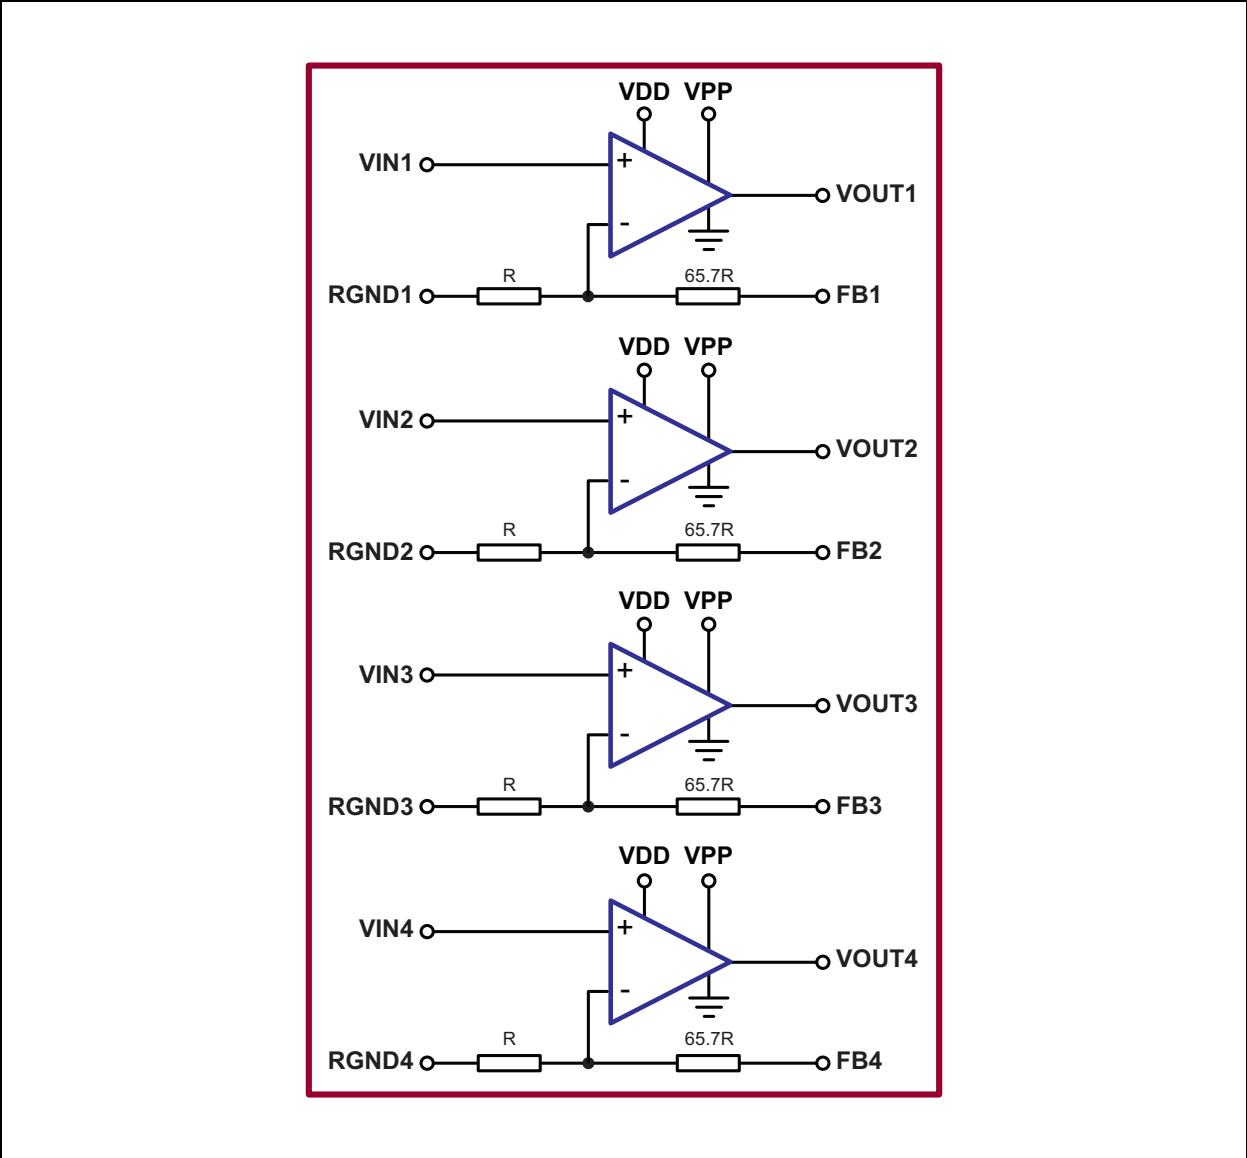 VDD VPP
VIN1
+
VOUT1
-
R
65.7R
RGND1
FB1
VDD VPP
VIN2
+
VOUT2
-
R
65.7R
RGND2
FB2
VDD VPP
VIN3
+
VOUT3
-
R
65.7R
RGND3
FB3
VDD VPP
VIN4
+
VOUT4
-
R
65.7R
RGND4
FB4